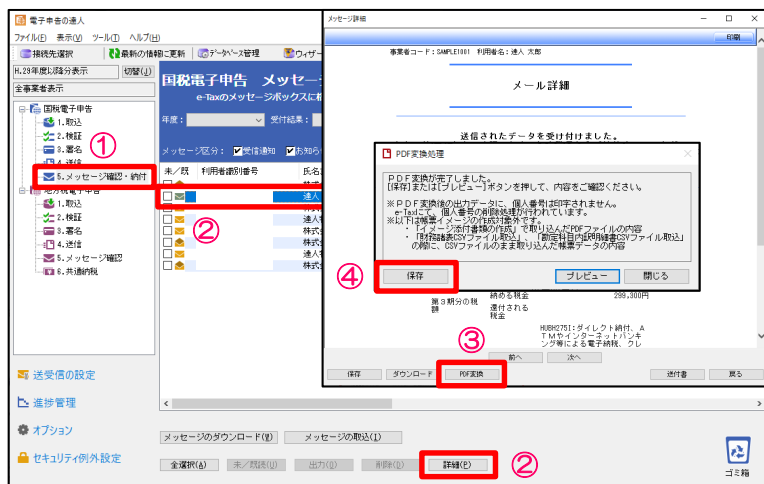 電子申告の達人
ファイル(F) 表示(V) ツール(T) ヘルプ(H)
接続先選択 最新の情報に更新 データベース管理 ウィザー
H.29年度以降分表示 切替(J)
全事業者表示
国税電子申告
1.取込
2.検証
3.署名
4.送信
5.メッセージ確認・納付
地方税電子申告
1.取込
2.検証
3.署名
4.送信
5.メッセージ確認
6.共通納税
①
②
送受信の設定
進捗管理
オプション
セキュリティ例外設定
国税電子申告 メッセー
e-Taxのメッセージボックスに
年度: 受付結果:
メッセージ区分: 受信通知 お知ら
未/既 利用者識別番号 氏名
株式
達人
達人
株式
株式
達人
株式
メッセージのダウンロード(W) メッセージの取込(I)
全選択(A) 未/既読(U) 出力(O) 削除(D) 詳細(P)
②
ゴミ箱
メッセージ詳細
印刷
事業者コード:SAMPLE1001 利用者名:達人 太郎
メール詳細
送信されたデータを受け付けました。
PDF変換処理
PDF変換が完了しました。
[保存]または[プレビュー]ボタンを押して、内容をご確認ください。
※PDF変換後の出力データに、個人番号は印字されません。
e-Taxにて、個人番号の削除処理が行われています。
※以下は帳票イメージの作成対象外です。
・「イメージ添付書類の作成」で取り込んだPDFファイルの内容
・「財務諸表CSVファイル取込」、「勘定科目内訳明細書CSVファイル取込」
の際に、CSVファイルのまま取り込んだ帳票データの内容
④
保存 プレビュー 閉じる
第3期分の税額
納める税金 299,300円
還付される税金
HUBH275I:ダイレクト納付、A
TMやインターネットバンキ
ング等による電子納税、クレ
③
前へ 次へ
保存 ダウンロード PDF変換 送付書 戻る